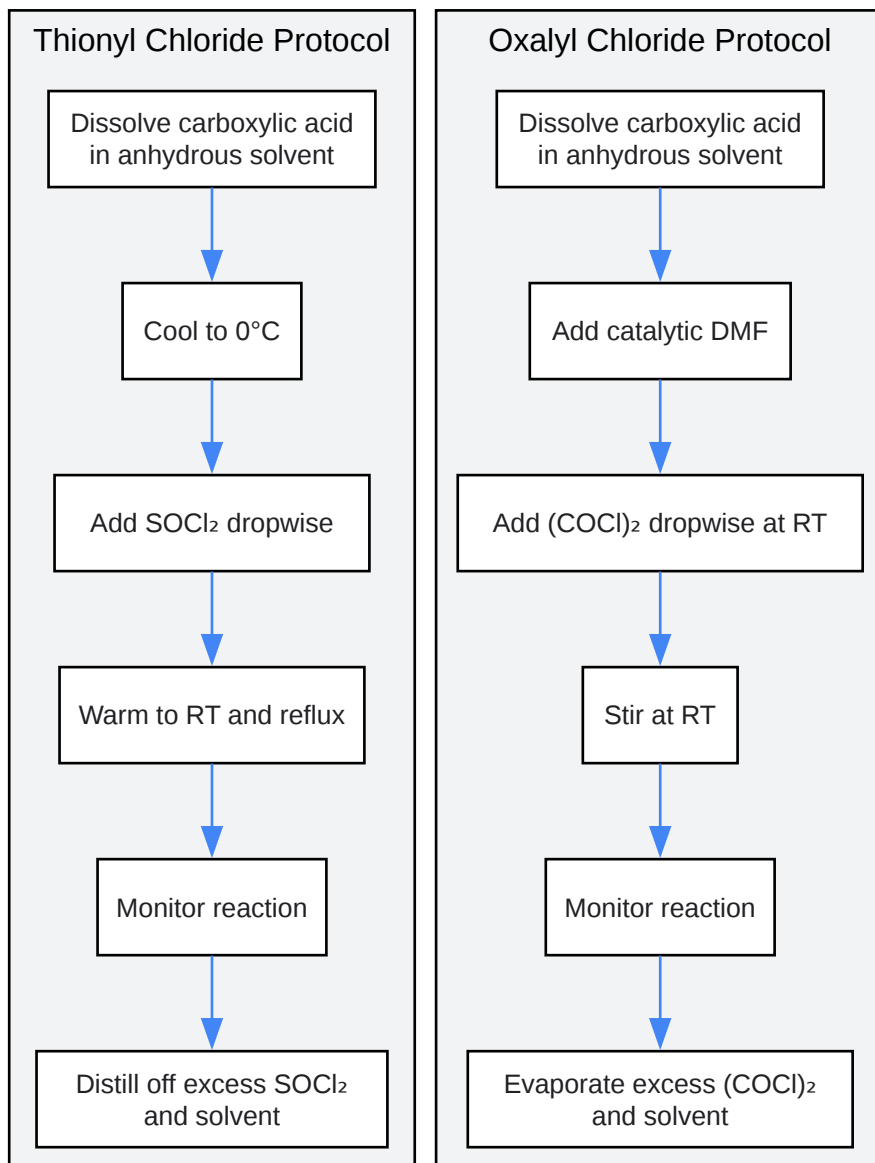 Thionyl Chloride Protocol
Dissolve carboxylic acid
in anhydrous solvent
Cool to 0°C
Add SOCl₂ dropwise
Warm to RT and reflux
Monitor reaction
Distill off excess SOCl₂
and solvent
Oxalyl Chloride Protocol
Dissolve carboxylic acid
in anhydrous solvent
Add catalytic DMF
Add (COCl)₂ dropwise at RT
Stir at RT
Monitor reaction
Evaporate excess (COCl)₂
and solvent